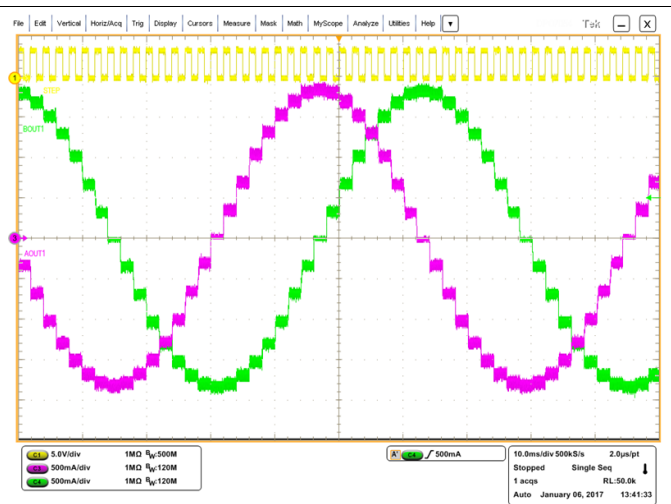 File Edit Vertical Horiz/Acq Trig Display Cursors Measure Mask Math MyScope Analyze Utilities Help Tek X
1
STEP
BOUT1
3
AOUT1
C1 5.0V/div 1MΩ BW:500M
C3 500mA/div 1MΩ BW:120M
C4 500mA/div 1MΩ BW:120M
A' C4 500mA
10.0ms/div 500kS/s 2.0µs/pt
Stopped Single Seq
1 acqs RL:50.0k
Auto January 06, 2017 13:41:33